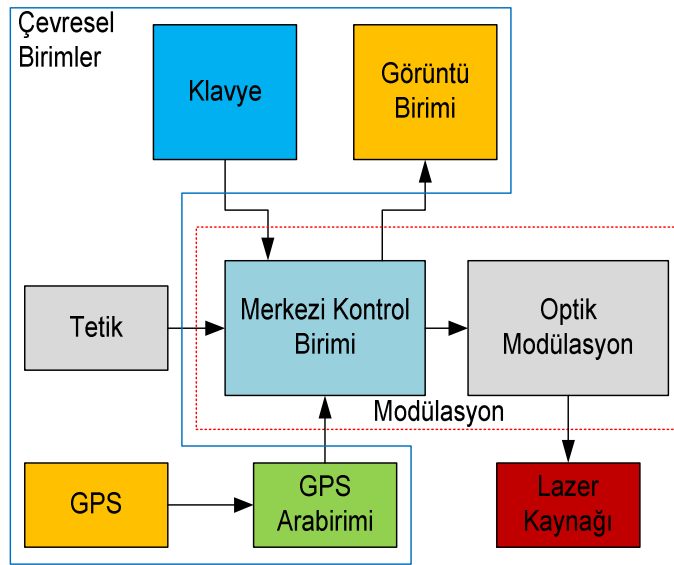 Çevresel
Birimler
Klavye
Görüntü
Birimi
Tetik
Merkezi Kontrol
Birimi
Optik
Modülasyon
Modülasyon
GPS
GPS
Arabirimi
Lazer
Kaynağı